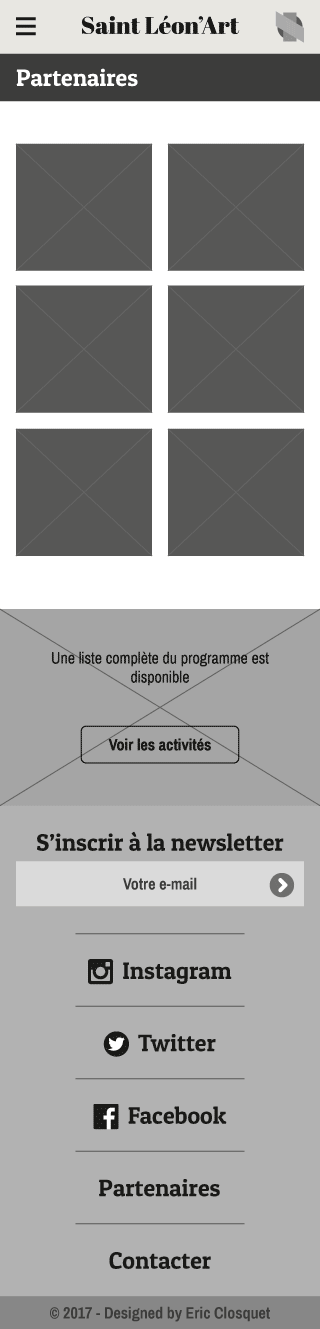 Saint Léon’Art
Partenaires
Une liste complète du programme est
disponible
Voir les activités
S’inscrir à la newsletter
Votre e-mail
Instagram
Twitter
Facebook
Partenaires
Contacter
© 2017 - Designed by Eric Closquet